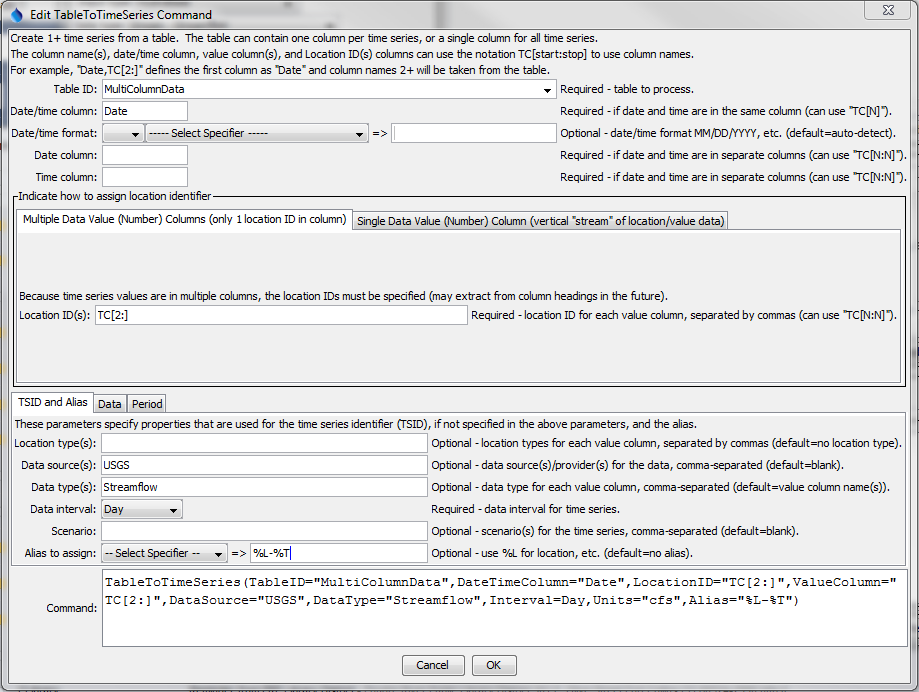 Edit TableToTimeSeries Command
Create 1+ time series from a table. The table can contain one column per time series, or a single column for all time series.
The column name(s), date/time column, value column(s), and Location ID(s) columns can use the notation TC[start:stop] to use column names.
For example, "Date,TC[2:]" defines the first column as "Date" and column names 2+ will be taken from the table.
Table ID: MultiColumnData Required - table to process.
Date/time column: Date Required - if date and time are in the same column (can use "TC[N]").
Date/time format: ----- Select Specifier ----- => Optional - date/time format MM/DD/YYYY, etc. (default=auto-detect).
Date column: Required - if date and time are in separate columns (can use "TC[N:N]").
Time column: Required - if date and time are in separate columns (can use "TC[N:N]").
Indicate how to assign location identifier
Multiple Data Value (Number) Columns (only 1 location ID in column) Single Data Value (Number) Column (vertical "stream" of location/value data)
Because time series values are in multiple columns, the location IDs must be specified (may extract from column headings in the future).
Location ID(s): TC[2:] Required - location ID for each value column, separated by commas (can use "TC[N:N]").
TSID and Alias Data Period
These parameters specify properties that are used for the time series identifier (TSID), if not specified in the above parameters, and the alias.
Location type(s): Optional - location types for each value column, separated by commas (default=no location type).
Data source(s): USGS Optional - data source(s)/provider(s) for the data, comma-separated (default=blank).
Data type(s): Streamflow Optional - data type for each value column, comma-separated (default=value column name(s)).
Data interval: Day Required - data interval for time series.
Scenario: Optional - scenario(s) for the time series, comma-separated (default=blank).
Alias to assign: -- Select Specifier -- => %L-%T Optional - use %L for location, etc. (default=no alias).
Command: TableToTimeSeries(TableID="MultiColumnData",DateTimeColumn="Date",LocationID="TC[2:]",ValueColumn="
TC[2:]",DataSource="USGS",DataType="Streamflow",Interval=Day,Units="cfs",Alias="%L-%T")
Cancel OK